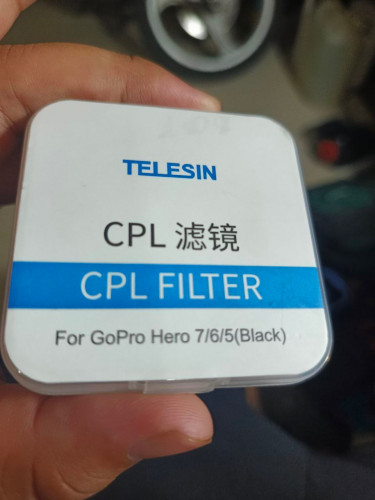 TELESIN
CPL 滤镜
CPL FILTER
For GoPro Hero 7/6/5(Black)